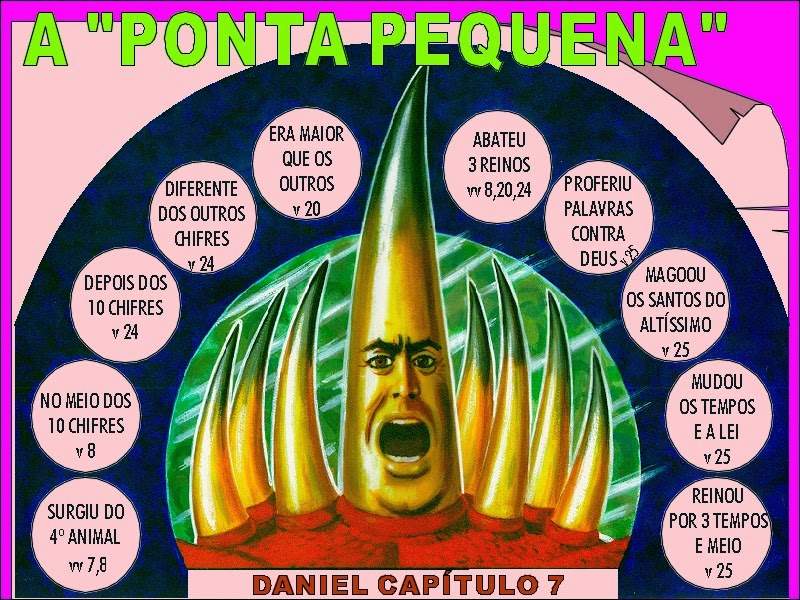 A "PONTA PEQUENA"
ERA MAIOR
QUE OS
OUTROS
v 20
ABATEU
3 REINOS
vv 8,20,24
DIFERENTE
DOS OUTROS
CHIFRES
v 24
PROFERIU
PALAVRAS
CONTRA
DEUS v 25
DEPOIS DOS
10 CHIFRES
v 24
MAGOOU
OS SANTOS DO
ALTÍSSIMO
v 25
NO MEIO DOS
10 CHIFRES
v 8
MUDOU
OS TEMPOS
E A LEI
v 25
SURGIU DO
4º ANIMAL
vv 7,8
REINOU
POR 3 TEMPOS
E MEIO
v 25
DANIEL CAPÍTULO 7